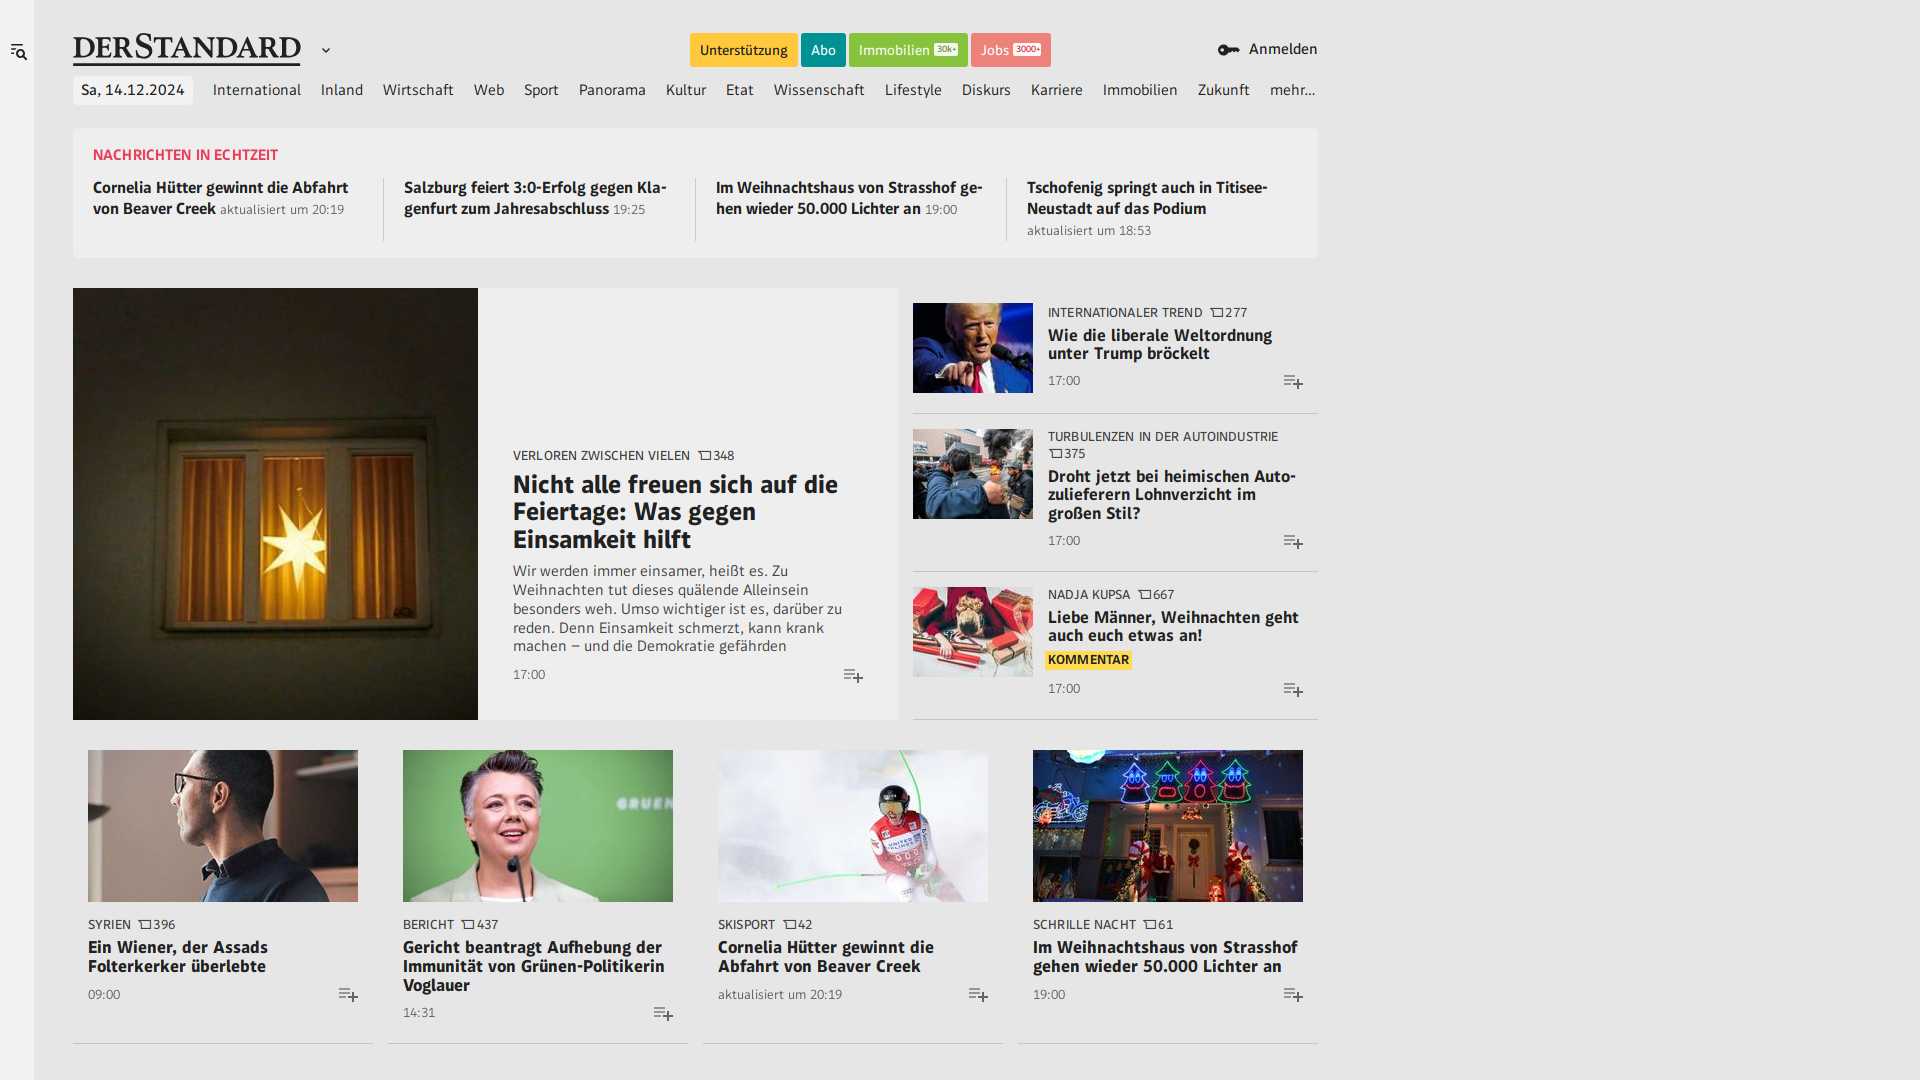 DERSTANDARD
Unterstützung
Abo
Immobilien 30k+
Jobs 3000+
Anmelden
Sa, 14.12.2024
International
Inland
Wirtschaft
Web
Sport
Panorama
Kultur
Etat
Wissenschaft
Lifestyle
Diskurs
Karriere
Immobilien
Zukunft
mehr...
NACHRICHTEN IN ECHTZEIT
Cornelia Hütter gewinnt die Abfahrt
von Beaver Creek aktualisiert um 20:19
Salzburg feiert 3:0-Erfolg gegen Kla-
genfurt zum Jahresabschluss 19:25
Im Weihnachtshaus von Strasshof ge-
hen wieder 50.000 Lichter an 19:00
Tschofenig springt auch in Titisee-
Neustadt auf das Podium
aktualisiert um 18:53
VERLOREN ZWISCHEN VIELEN 348
Nicht alle freuen sich auf die
Feiertage: Was gegen
Einsamkeit hilft
Wir werden immer einsamer, heißt es. Zu
Weihnachten tut dieses quälende Alleinsein
besonders weh. Umso wichtiger ist es, darüber zu
reden. Denn Einsamkeit schmerzt, kann krank
machen – und die Demokratie gefährden
17:00
INTERNATIONALER TREND 277
Wie die liberale Weltordnung
unter Trump bröckelt
17:00
TURBULENZEN IN DER AUTOINDUSTRIE
375
Droht jetzt bei heimischen Auto-
zulieferern Lohnverzicht im
großen Stil?
17:00
NADJA KUPSA 667
Liebe Männer, Weihnachten geht
auch euch etwas an!
KOMMENTAR
17:00
SYRIEN 396
Ein Wiener, der Assads
Folterkerker überlebte
09:00
GRUEN
BERICHT 437
Gericht beantragt Aufhebung der
Immunität von Grünen-Politikerin
Voglauer
14:31
SKISPORT 42
Cornelia Hütter gewinnt die
Abfahrt von Beaver Creek
aktualisiert um 20:19
SCHRILLE NACHT 61
Im Weihnachtshaus von Strasshof
gehen wieder 50.000 Lichter an
19:00